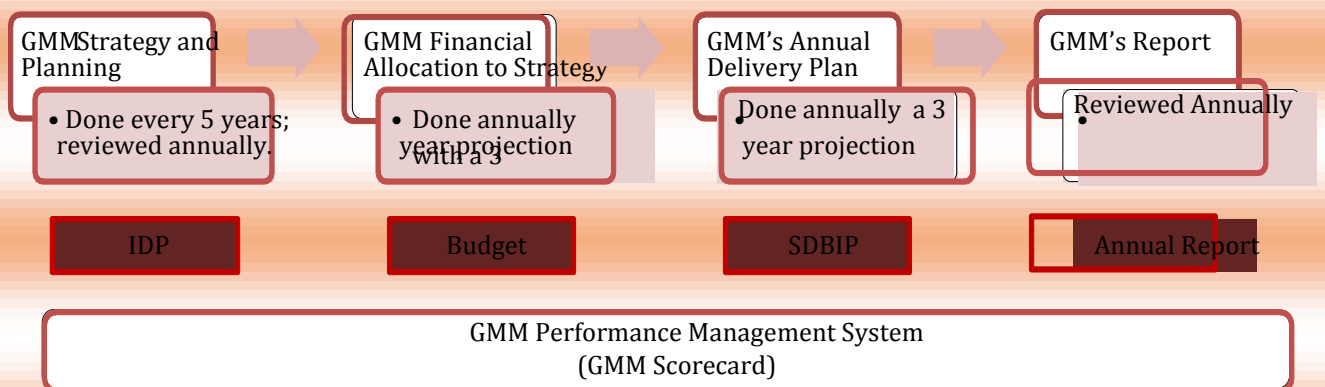 GMMStrategy and
Planning
• Done every 5 years;
reviewed annually.
GMM Financial
Allocation to Strategy
• Done annually
with a 3
year projection
GMM’s Annual
Delivery Plan
• Done annually a 3
year projection
GMM’s Report
• Reviewed Annually
IDP
Budget
SDBIP
Annual Report
GMM Performance Management System
(GMM Scorecard)